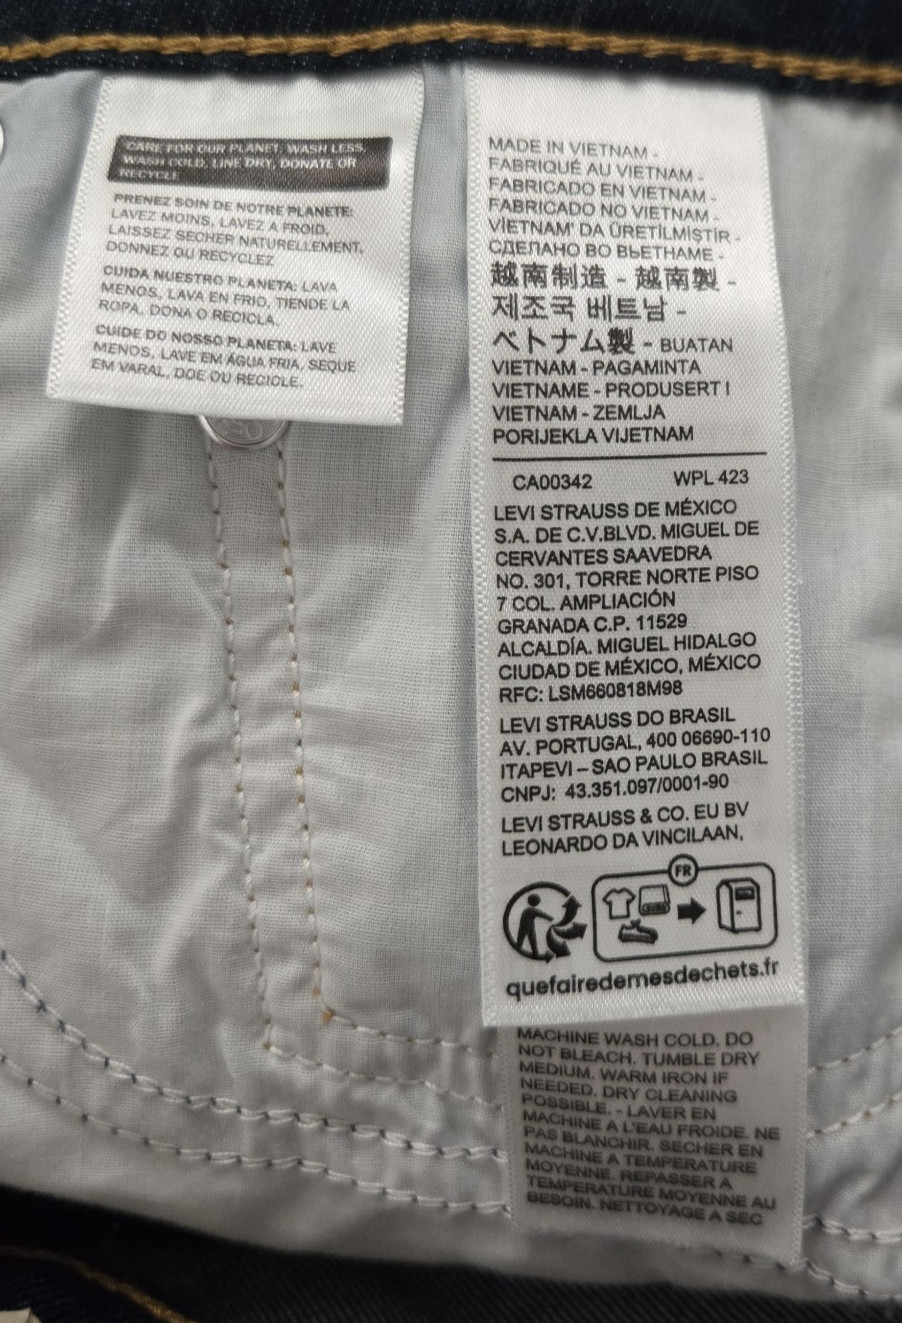 CARE FOR OUR PLANET: WASH LESS,
WASH COLD, LINE DRY, DONATE OR
RECYCLE
PRENEZ SOIN DE NOTRE PLANETE:
LAVEZ MOINS, LAVEZ A FROID,
LAISSEZ SECHER NATURELLEMENT,
DONNEZ OU RECYCLEZ
CUIDA NUESTRO PLANETA: LAVA
MENOS, LAVA EN FRIO, TIENDE LA
ROPA, DONA O RECICLA.
CUIDE DO NOSSO PLANETA: LAVE
MENOS, LAVE EM ÁGUA FRIA, SEQUE
EM VARAL, DOE OU RECICLE.
MADE IN VIETNAM -
FABRIQUÉ AU VIETNAM -
FABRICADO EN VIETNAM -
FABRICADO NO VIETNAM -
VİETNAM' DA ÜRETİLMİŞTİR -
СДЕЛАНО ВО ВЬЕТНАМЕ -
越南制造 - 越南製 -
제조국 베트남 -
ベトナム製 - BUATAN
VIETNAM - PAGAMINTA
VIETNAME - PRODUSERT I
VIETNAM - ZEMLJA
PORIJEKLA VIJETNAM
CA00342 WPL 423
LEVI STRAUSS DE MÉXICO
S.A. DE C.V.BLVD. MIGUEL DE
CERVANTES SAAVEDRA
NO. 301, TORRE NORTE PISO
7 COL. AMPLIACIÓN
GRANADA C.P. 11529
ALCALDÍA. MIGUEL HIDALGO
CIUDAD DE MÉXICO, MÉXICO
RFC: LSM660818M98
LEVI STRAUSS DO BRASIL
AV. PORTUGAL, 400 06690-110
ITAPEVI – SAO PAULO BRASIL
CNPJ: 43.351.097/0001-90
LEVI STRAUSS & CO. EU BV
LEONARDO DA VINCILAAN,
FR
quefairedemesdechets.fr
MACHINE WASH COLD. DO
NOT BLEACH. TUMBLE DRY
MEDIUM. WARM IRON IF
NEEDED. DRY CLEANING
POSSIBLE. - LAVER EN
MACHINE A L'EAU FROIDE. NE
PAS BLANCHIR. SECHER EN
MACHINE A TEMPERATURE
MOYENNE. REPASSER A
TEMPERATURE MOYENNE AU
BESOIN. NETTOYAGE A SEC